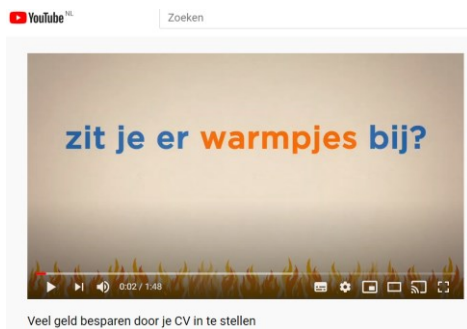 YouTube NL
Zoeken
zit je er warmpjes bij?
0:02 / 1:48
Veel geld besparen door je CV in te stellen